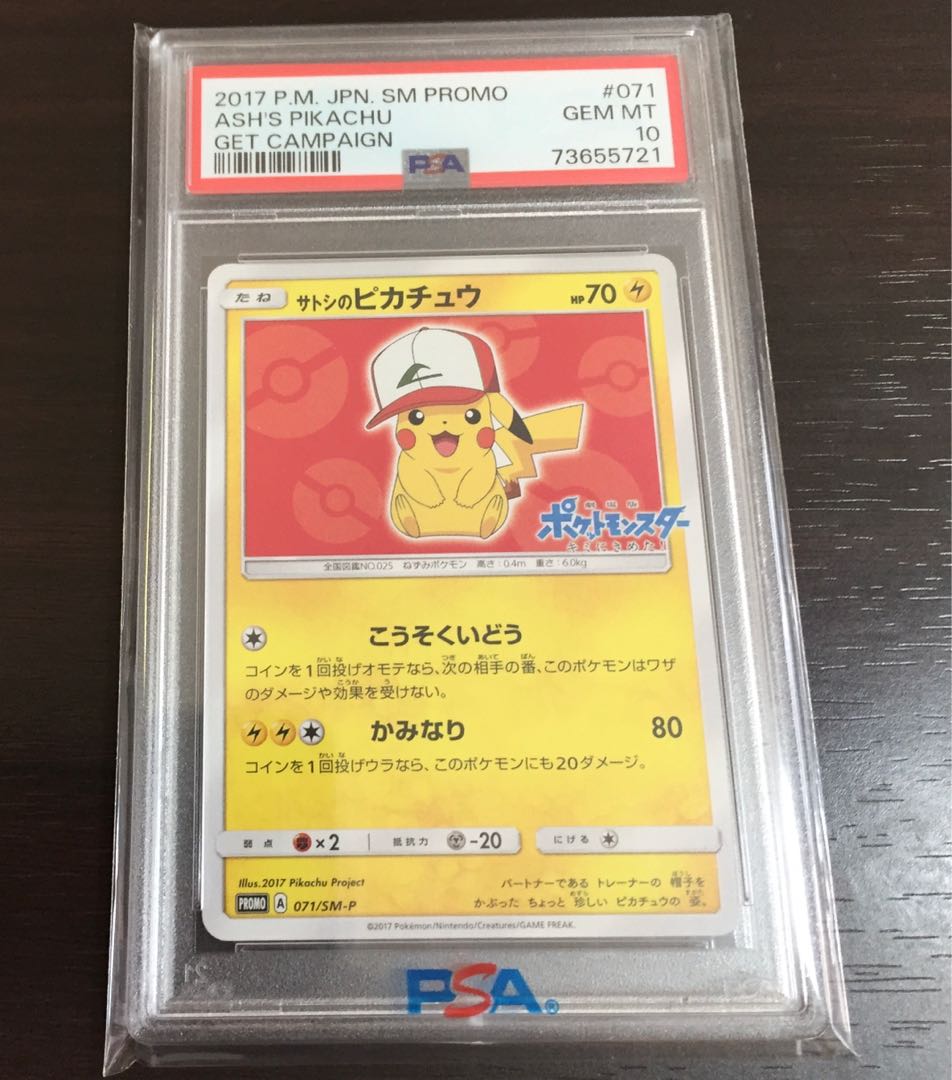 2017 P.M. JPN. SM PROMO #071
ASH'S PIKACHU GEM MT
GET CAMPAIGN 10
73655721
PSA
たね サトシのピカチュウ HP70
劇場版
ポケットモンスター
キミにきめた!
全国図鑑NO.025 ねずみポケモン 高さ:0.4m 重さ:6.0kg
こうそくいどう
コインを1回投げオモテなら、次の相手の番、このポケモンはワザ
のダメージや効果を受けない。
かみなり 80
コインを1回投げウラなら、このポケモンにも20ダメージ。
弱点 ×2 抵抗力 -20 にげる
Illus.2017 Pikachu Project
PROMO A 071/SM-P
パートナーである トレーナーの 帽子を
かぶった ちょっと 珍しい ピカチュウの 姿。
©2017 Pokémon/Nintendo/Creatures/GAME FREAK.
PSA®